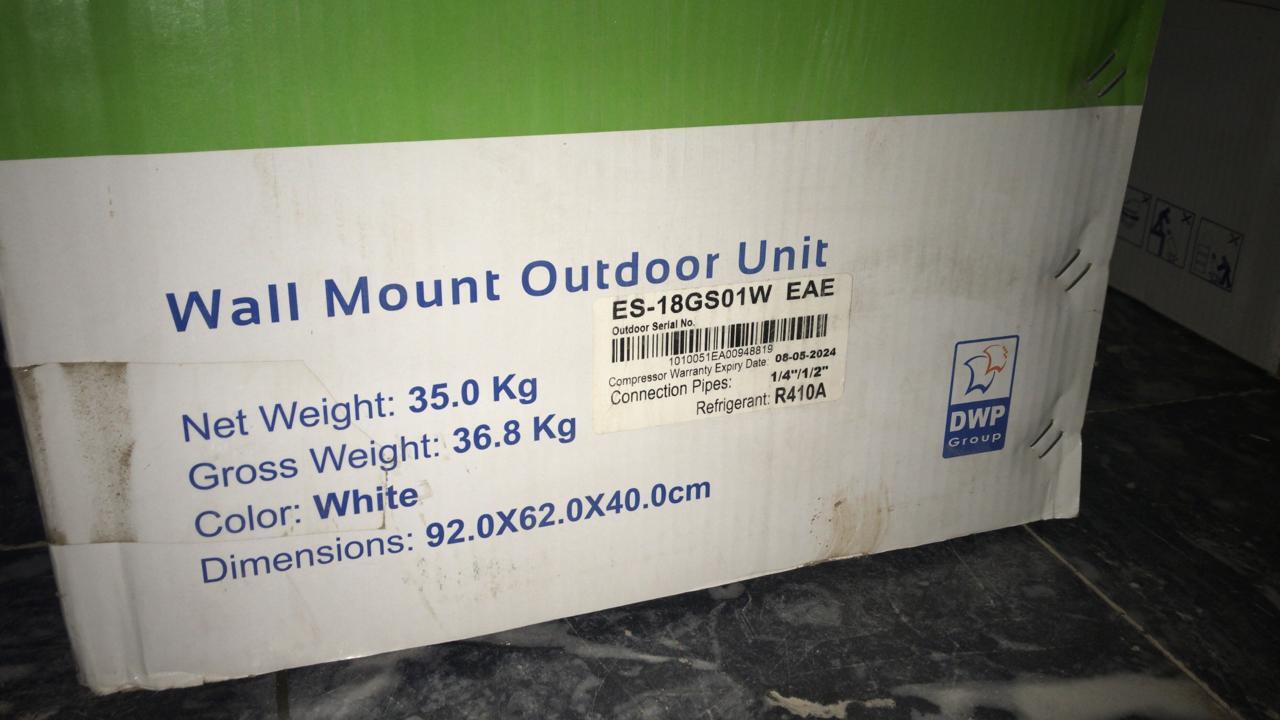 Wall Mount Outdoor Unit
ES-18GS01W EAE
Outdoor Serial No.
1010051EA00948819
Compressor Warranty Expiry Date: 08-05-2024
Connection Pipes: 1/4"/1/2"
Refrigerant: R410A
Net Weight: 35.0 Kg
Gross Weight: 36.8 Kg
Color: White
Dimensions: 92.0X62.0X40.0cm
DWP
Group